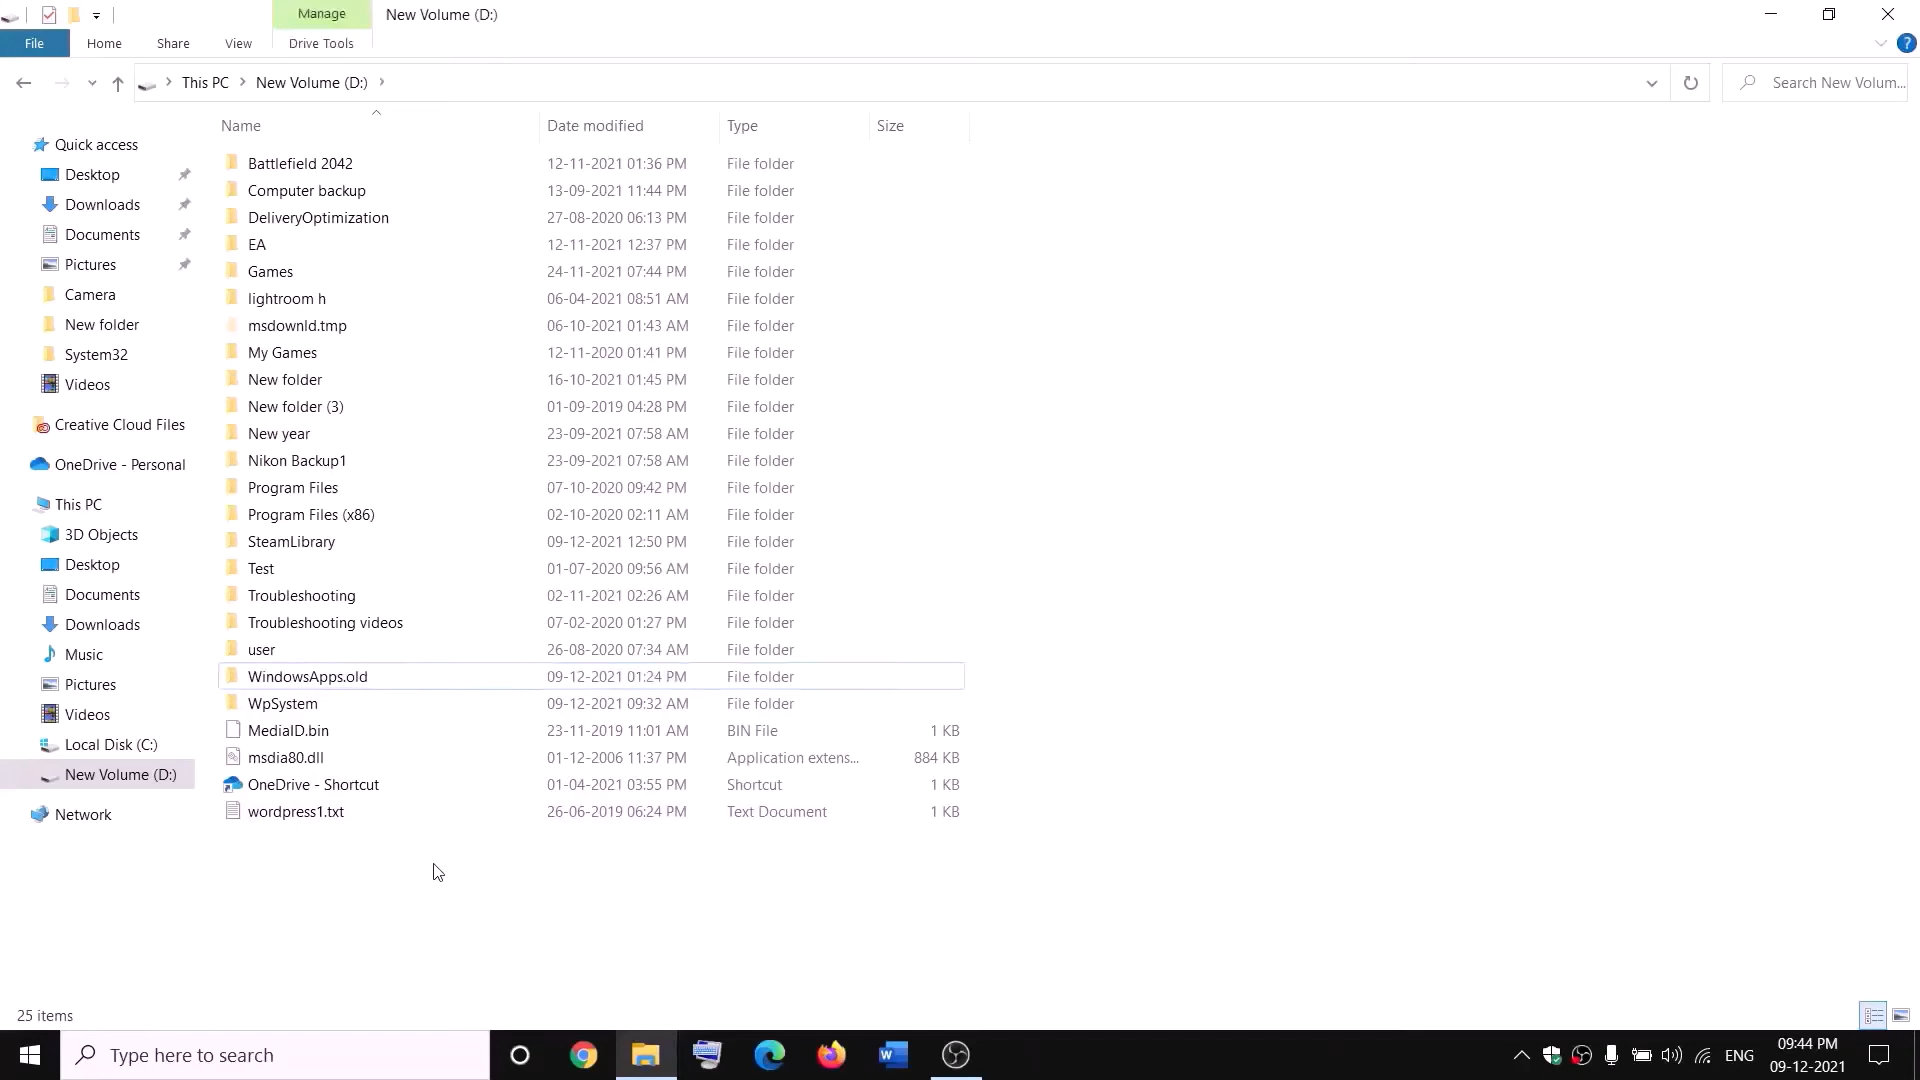 Manage
New Volume (D:)
File
Home
Share
View
Drive Tools
?
This PC
New Volume (D:)
Search New Volum...
Name
Date modified
Type
Size
Quick access
Desktop
Downloads
Documents
Pictures
Camera
New folder
System32
Videos
Creative Cloud Files
OneDrive - Personal
This PC
3D Objects
Desktop
Documents
Downloads
Music
Pictures
Videos
Local Disk (C:)
New Volume (D:)
Network
Battlefield 2042 12-11-2021 01:36 PM File folder
Computer backup 13-09-2021 11:44 PM File folder
DeliveryOptimization 27-08-2020 06:13 PM File folder
EA 12-11-2021 12:37 PM File folder
Games 24-11-2021 07:44 PM File folder
lightroom h 06-04-2021 08:51 AM File folder
msdownld.tmp 06-10-2021 01:43 AM File folder
My Games 12-11-2020 01:41 PM File folder
New folder 16-10-2021 01:45 PM File folder
New folder (3) 01-09-2019 04:28 PM File folder
New year 23-09-2021 07:58 AM File folder
Nikon Backup1 23-09-2021 07:58 AM File folder
Program Files 07-10-2020 09:42 PM File folder
Program Files (x86) 02-10-2020 02:11 AM File folder
SteamLibrary 09-12-2021 12:50 PM File folder
Test 01-07-2020 09:56 AM File folder
Troubleshooting 02-11-2021 02:26 AM File folder
Troubleshooting videos 07-02-2020 01:27 PM File folder
user 26-08-2020 07:34 AM File folder
WindowsApps.old 09-12-2021 01:24 PM File folder
WpSystem 09-12-2021 09:32 AM File folder
MediaID.bin 23-11-2019 11:01 AM BIN File 1 KB
msdia80.dll 01-12-2006 11:37 PM Application extens... 884 KB
OneDrive - Shortcut 01-04-2021 03:55 PM Shortcut 1 KB
wordpress1.txt 26-06-2019 06:24 PM Text Document 1 KB
25 items
Type here to search
W
ENG
09:44 PM
09-12-2021